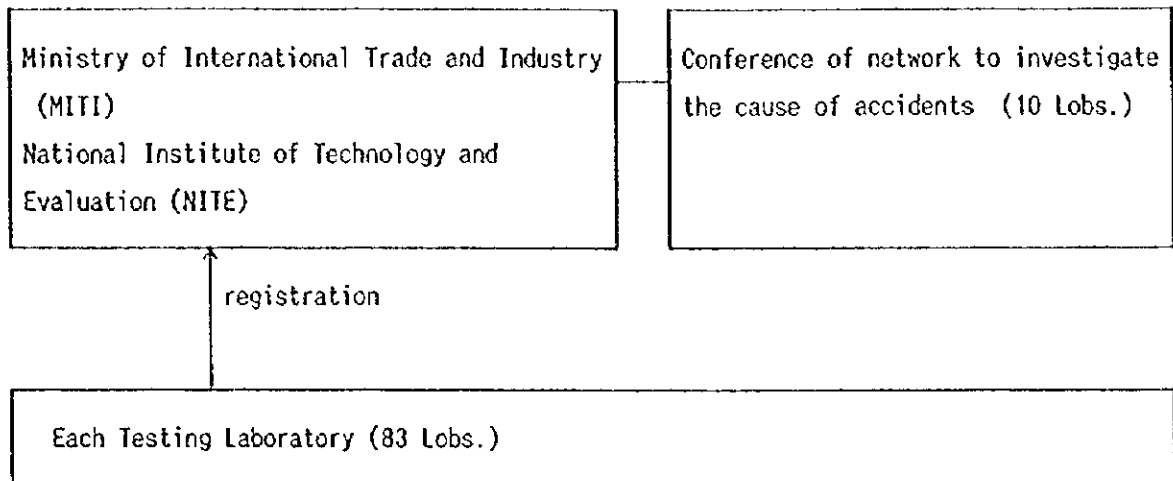 Ministry of International Trade and Industry
(MITI)
National Institute of Technology and
Evaluation (NITE)
Conference of network to investigate
the cause of accidents (10 Lobs.)
registration
Each Testing Laboratory (83 Lobs.)